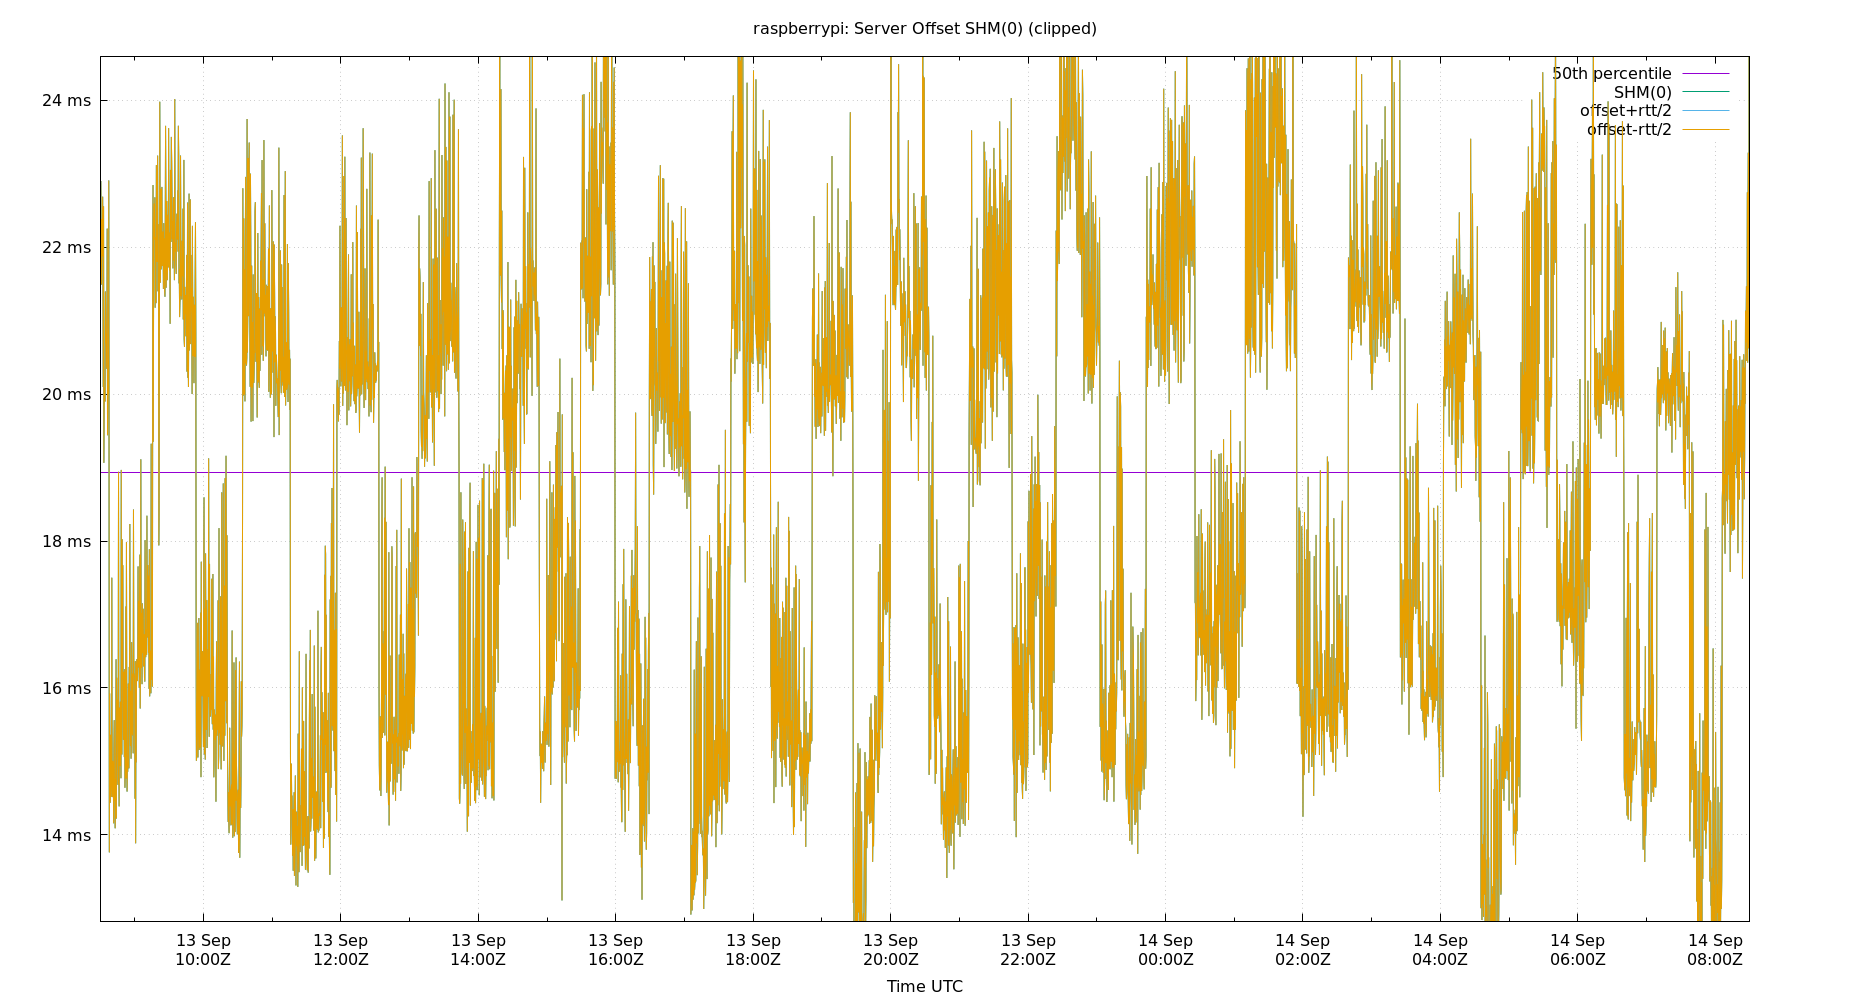 raspberrypi: Server Offset SHM(0) (clipped)
50th percentile
SHM(0)
offset+rtt/2
offset-rtt/2
24 ms
22 ms
20 ms
18 ms
16 ms
14 ms
13 Sep 13 Sep 13 Sep 13 Sep 13 Sep 13 Sep 13 Sep 14 Sep 14 Sep 14 Sep 14 Sep 14 Sep
10:00Z 12:00Z 14:00Z 16:00Z 18:00Z 20:00Z 22:00Z 00:00Z 02:00Z 04:00Z 06:00Z 08:00Z
Time UTC